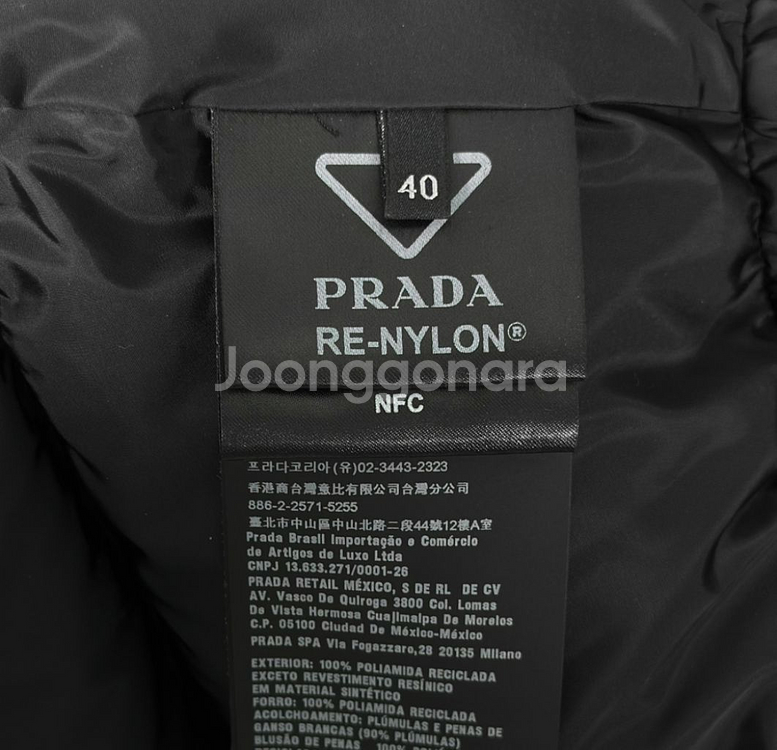 40
PRADA
RE-NYLON®
Joonggonara
NFC
프라다코리아(유)02-3443-2323
香港商台灣普比有限公司台灣分公司
886-2-2571-5255
臺北市中山區中山北路二段44號12樓A室
Prada Brasil Importação e Comércio
de Artigos de Luxo Ltda
CNPJ 13.633.271/0001-26
PRADA RETAIL MÉXICO, S DE RL DE CV
AV. Vasco De Quiroga 3800 Col. Lomas
De Vista Hermosa Cuajimalpa De Morelos
C.P. 05100 Ciudad De México-México
PRADA SPA Via Fogazzaro,28 20135 Milano
EXTERIOR: 100% POLIAMIDA RECICLADA
EXCETO REVESTIMENTO RESÍNICO
EM MATERIAL SINTÉTICO
FORRO: 100% POLIAMIDA RECICLADA
ACOLCHOAMENTO: PLÚMULAS E PENAS DE
GANSO BRANCAS (90% PLÚMULAS)
BLUSÃO DE PENAS 100%